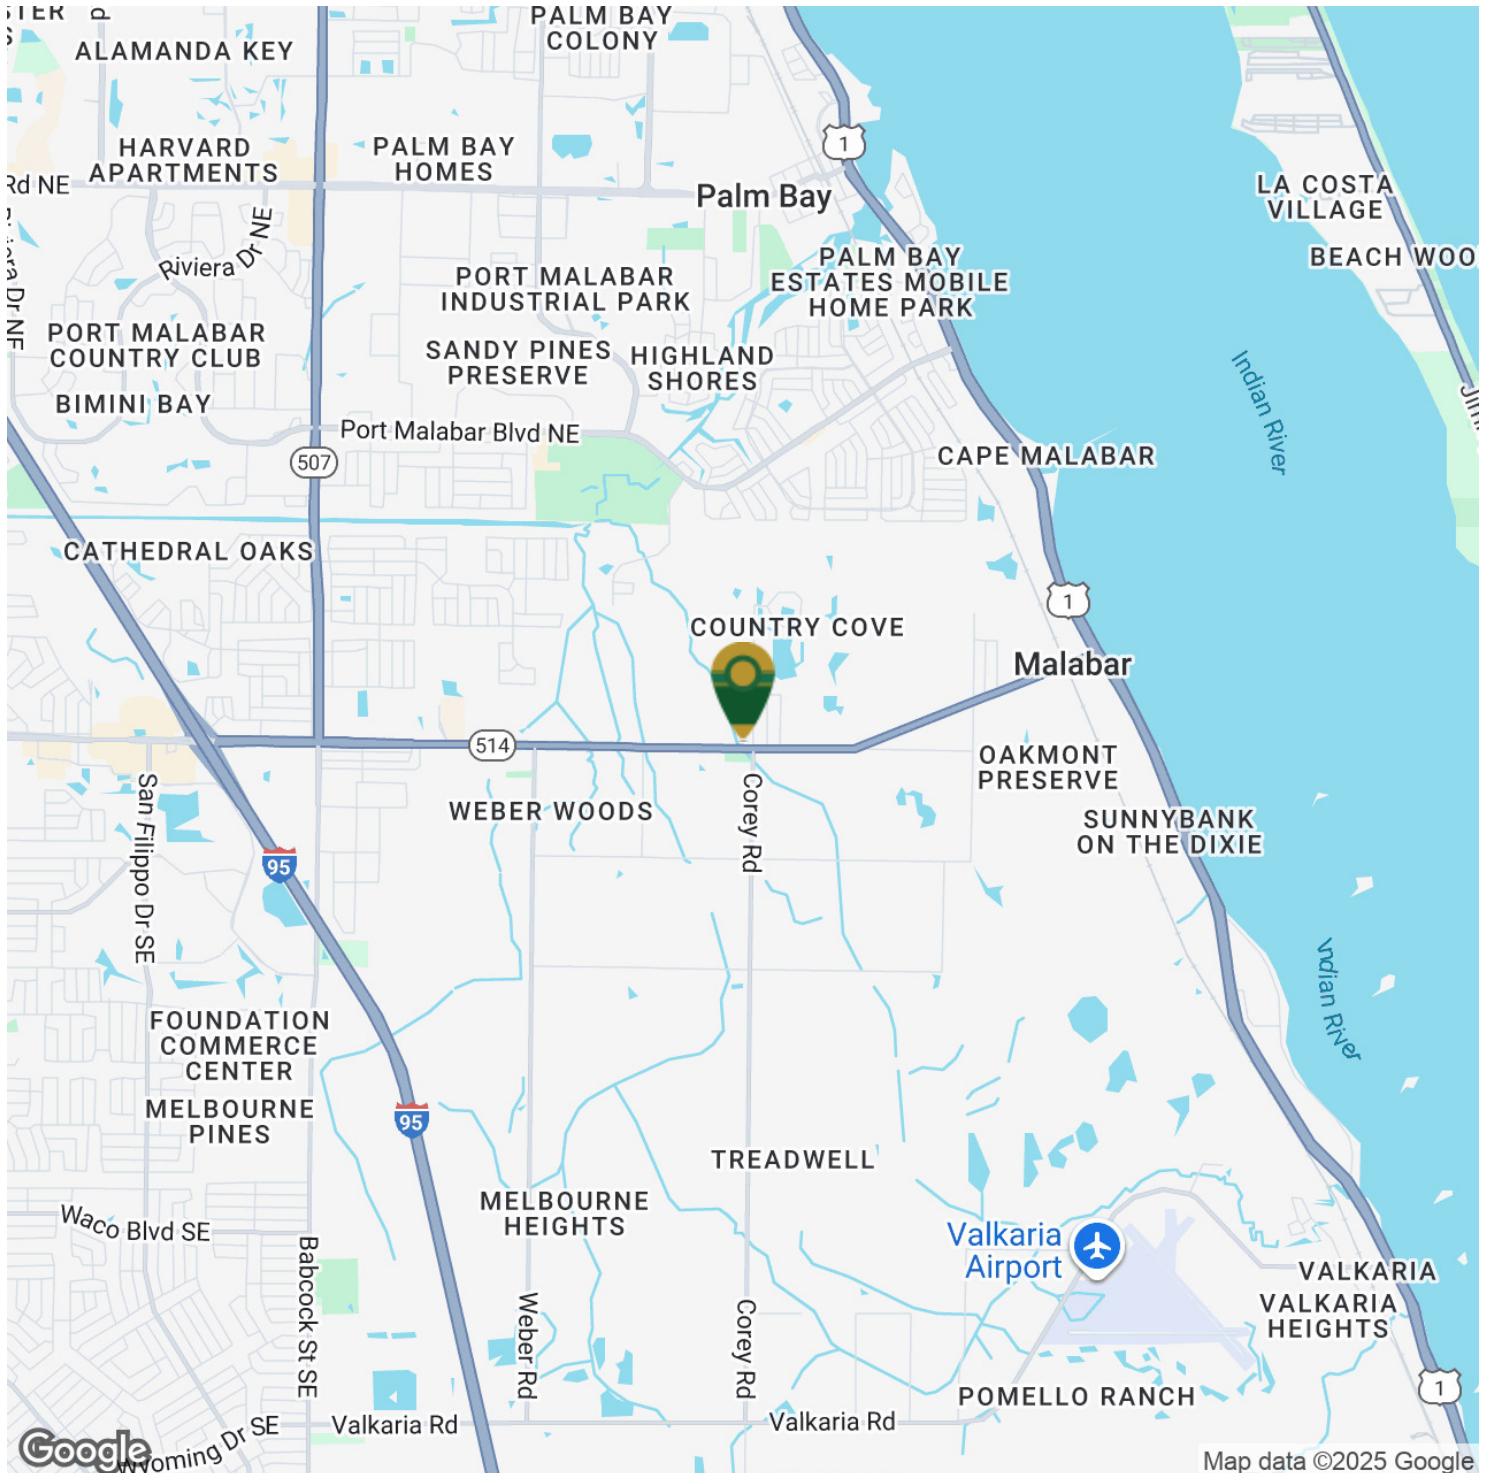 PALM BAY
COLONY
ALAMANDA KEY
1
HARVARD
APARTMENTS
PALM BAY
HOMES
Rd NE
Palm Bay
LA COSTA
VILLAGE
Riviera Dr NE
Riviera Dr NE
PORT MALABAR
INDUSTRIAL PARK
PALM BAY
ESTATES MOBILE
HOME PARK
BEACH WOO
PORT MALABAR
COUNTRY CLUB
SANDY PINES
PRESERVE
HIGHLAND
SHORES
Indian River
BIMINI BAY
Port Malabar Blvd NE
507
CAPE MALABAR
CATHEDRAL OAKS
1
COUNTRY COVE
Malabar
514
OAKMONT
PRESERVE
San Filippo Dr SE
WEBER WOODS
Corey Rd
SUNNYBANK
ON THE DIXIE
95
Indian River
FOUNDATION
COMMERCE
CENTER
MELBOURNE
PINES
95
TREADWELL
MELBOURNE
HEIGHTS
Waco Blvd SE
Valkaria
Airport
VALKARIA
VALKARIA
HEIGHTS
Babcock St SE
Weber Rd
Corey Rd
POMELLO RANCH
1
Valkaria Rd
Valkaria Rd
Wyoming Dr SE
Google
Map data ©2025 Google